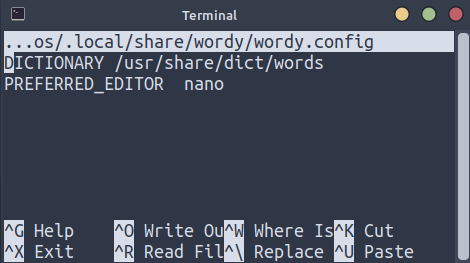 Terminal
...os/.local/share/wordy/wordy.config
DICTIONARY /usr/share/dict/words
PREFERRED_EDITOR  nano
^G Help    ^O Write Ou^W Where Is^K Cut
^X Exit    ^R Read Fil^\ Replace ^U Paste